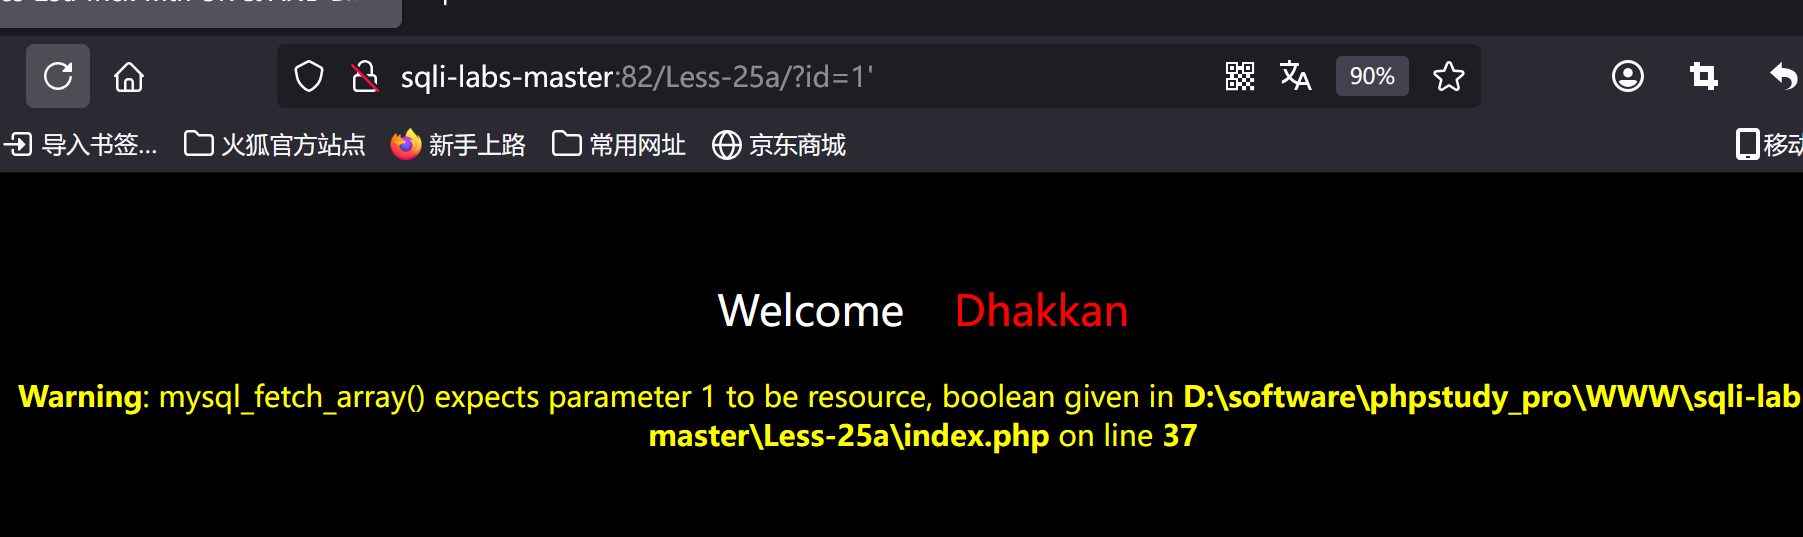 sqli-labs-master:82/Less-25a/?id=1' 90%
导入书签... 火狐官方站点 新手上路 常用网址 京东商城 移动
Welcome Dhakkan
Warning: mysql_fetch_array() expects parameter 1 to be resource, boolean given in D:\software\phpstudy_pro\WWW\sqli-lab
master\Less-25a\index.php on line 37